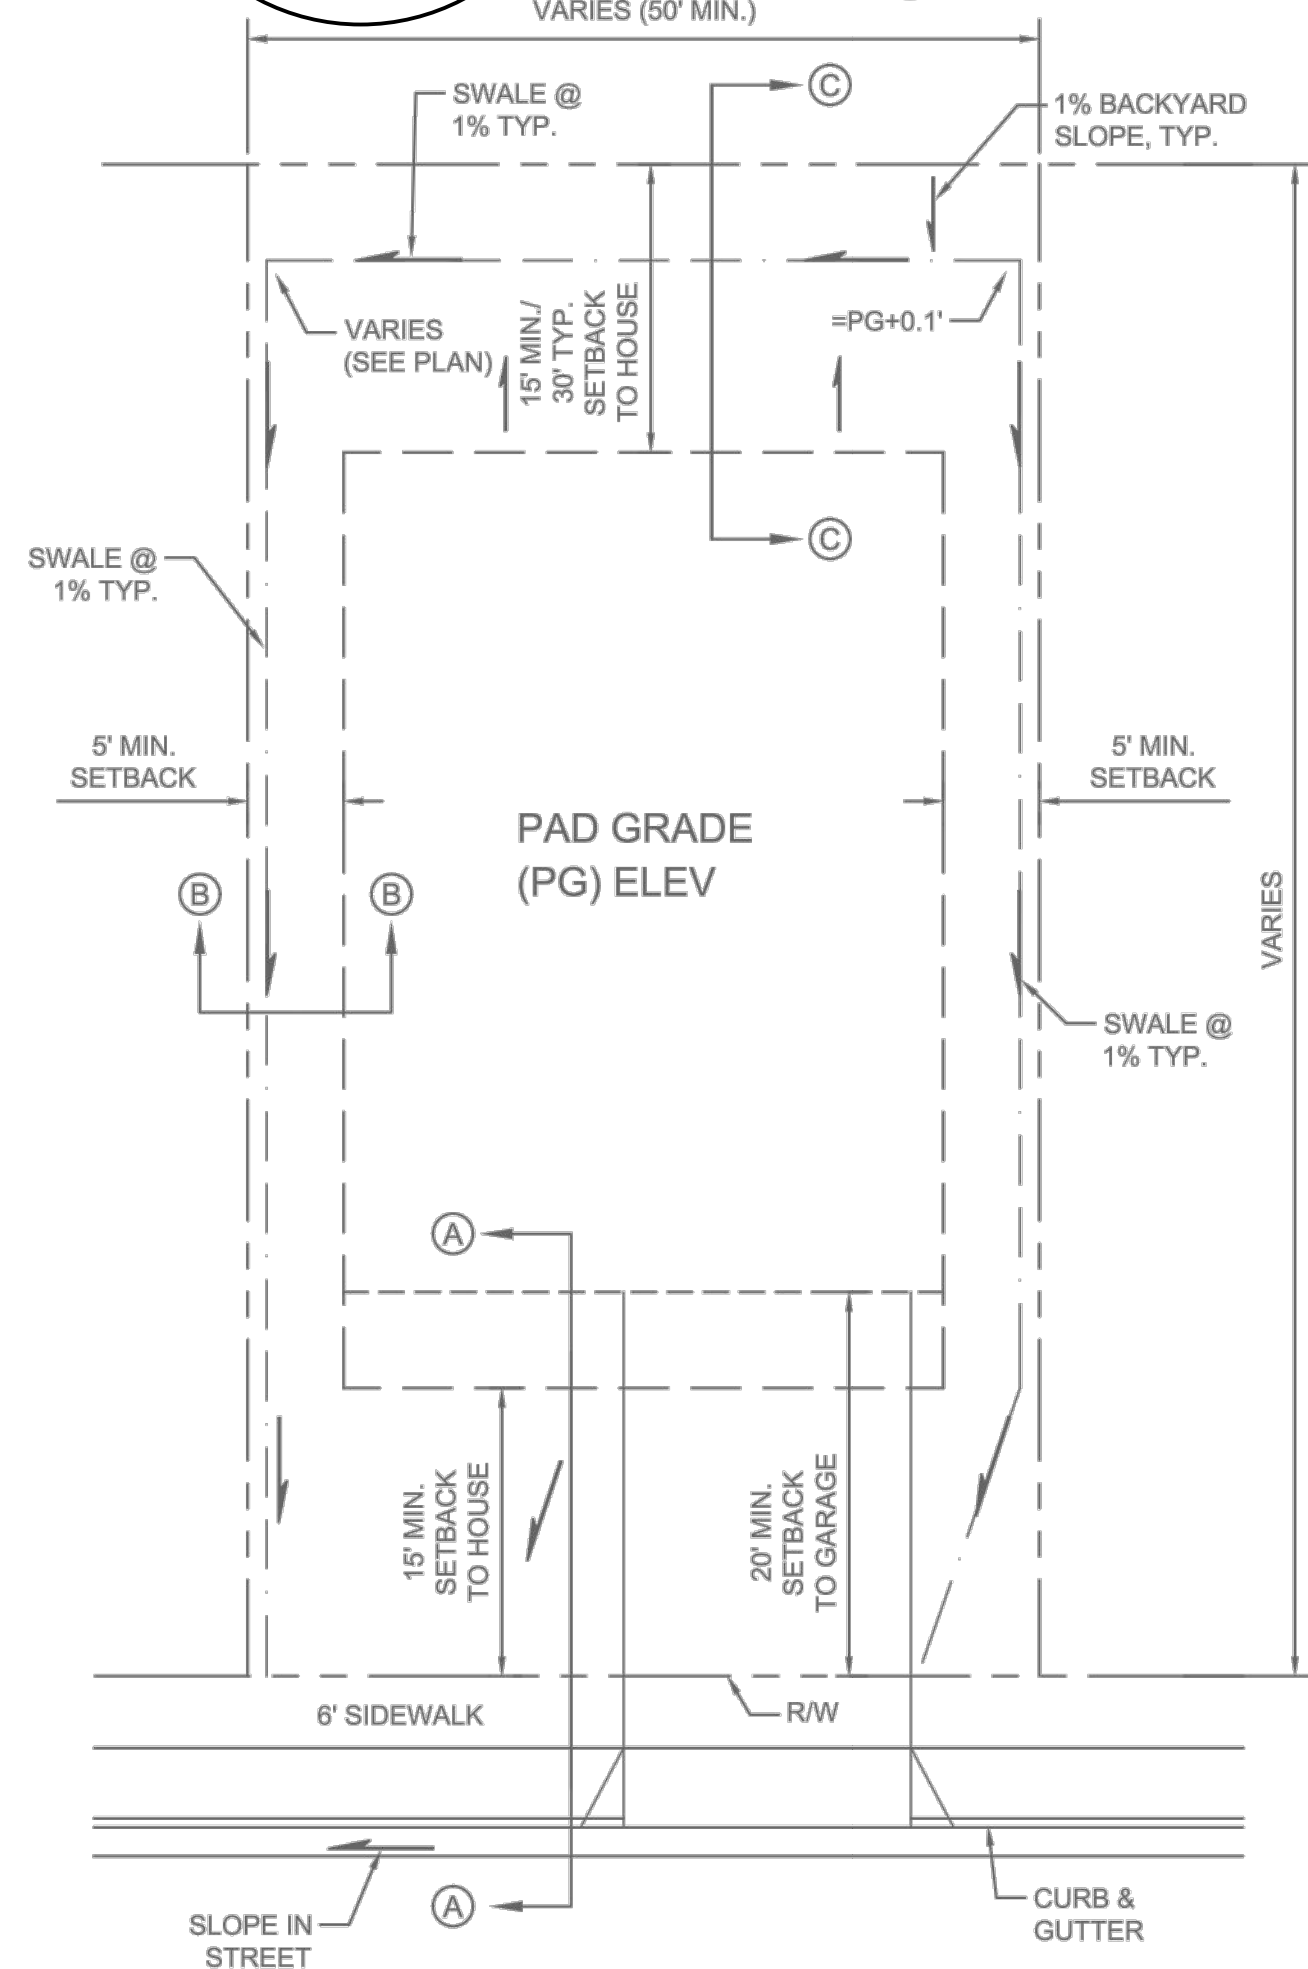 VARIES (50' MIN.)
SWALE @
1% TYP.
C
1% BACKYARD
SLOPE, TYP.
VARIES
(SEE PLAN)
15' MIN./
30' TYP.
SETBACK
TO HOUSE
=PG+0.1'
C
SWALE @
1% TYP.
5' MIN.
SETBACK
5' MIN.
SETBACK
PAD GRADE
(PG) ELEV
B
B
VARIES
SWALE @
1% TYP.
A
15' MIN.
SETBACK
TO HOUSE
20' MIN.
SETBACK
TO GARAGE
6' SIDEWALK
R/W
A
SLOPE IN
STREET
CURB &
GUTTER